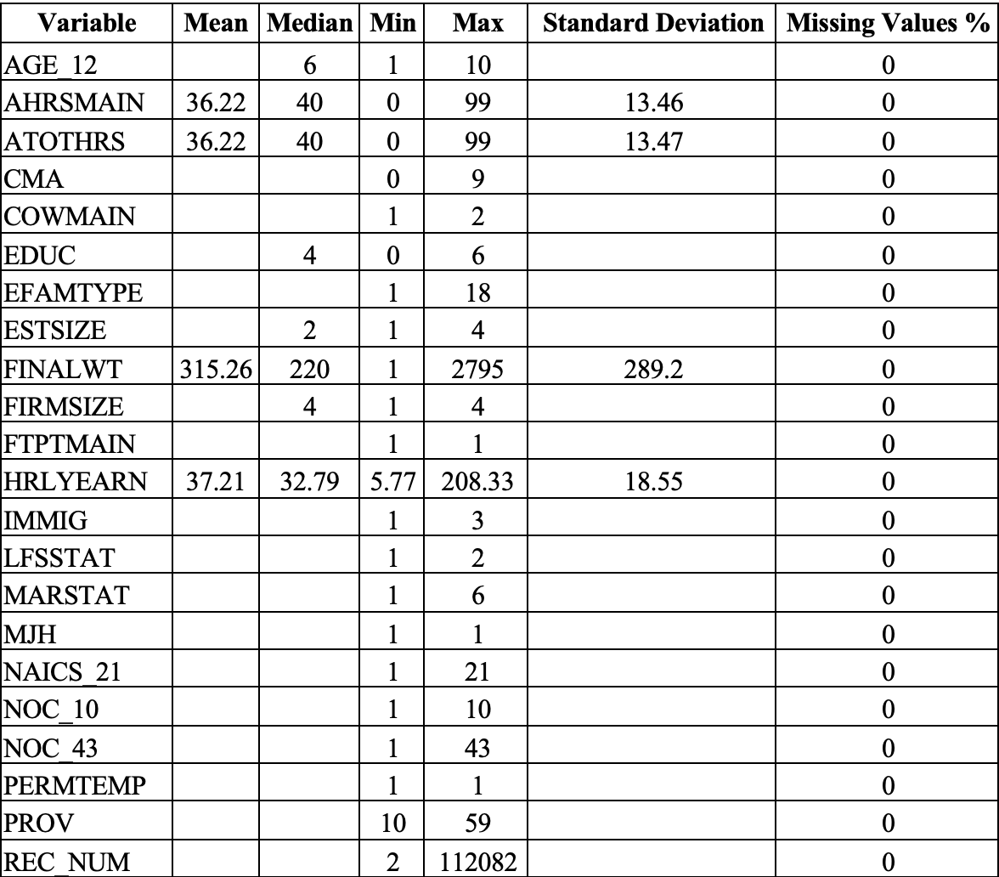 Variable Mean Median Min Max Standard Deviation Missing Values %
AGE_12 6 1 10 0
AHRSMAIN 36.22 40 0 99 13.46 0
ATOTHRS 36.22 40 0 99 13.47 0
CMA 0 9 0
COWMAIN 1 2 0
EDUC 4 0 6 0
EFAMTYPE 1 18 0
ESTSIZE 2 1 4 0
FINALWT 315.26 220 1 2795 289.2 0
FIRMSIZE 4 1 4 0
FTPTMAIN 1 1 0
HRLYEARN 37.21 32.79 5.77 208.33 18.55 0
IMMIG 1 3 0
LFSSTAT 1 2 0
MARSTAT 1 6 0
MJH 1 1 0
NAICS_21 1 21 0
NOC_10 1 10 0
NOC_43 1 43 0
PERMTEMP 1 1 0
PROV 10 59 0
REC_NUM 2 112082 0